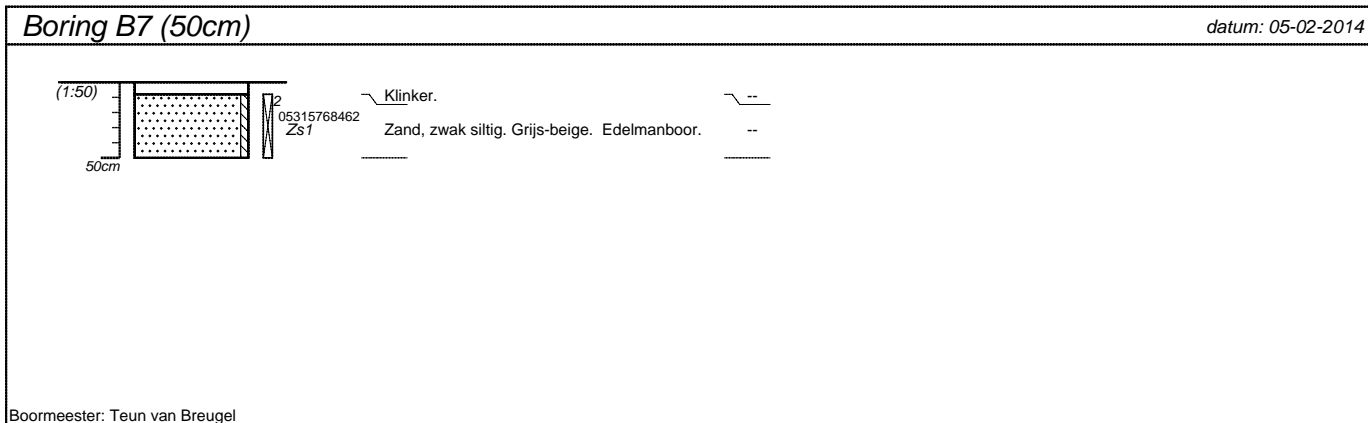 Boring B7 (50cm)
datum: 05-02-2014
(1:50)
2
Klinker.
--
05315768462
Zs1
Zand, zwak siltig. Grijs-beige. Edelmanboor.
--
50cm
Boormeester: Teun van Breugel